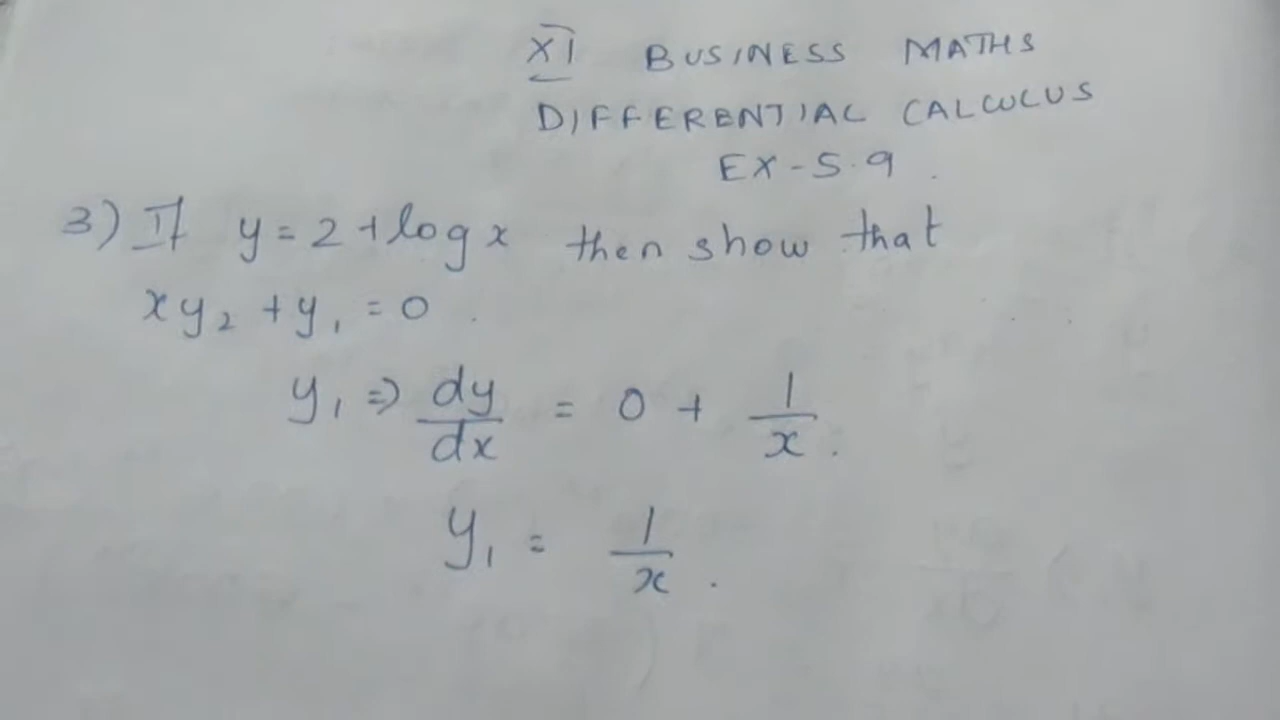 XI BUSINESS MATHS
DIFFERENTIAL CALCULUS
EX-5.9.
3) If y = 2 + log x then show that
xy₂ + y₁ = 0.
y₁ ⇒ dy/dx = 0 + 1/x.
y₁ = 1/x.